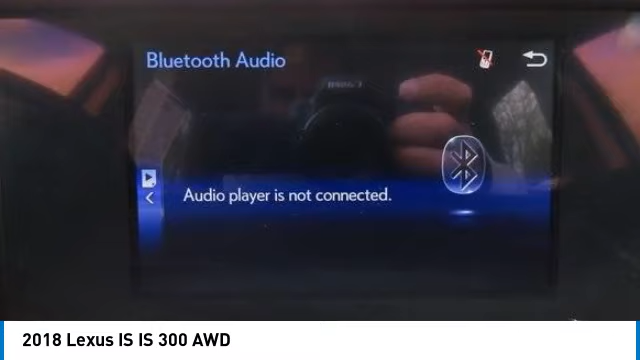 Bluetooth Audio
Audio player is not connected.
2018 Lexus IS IS 300 AWD